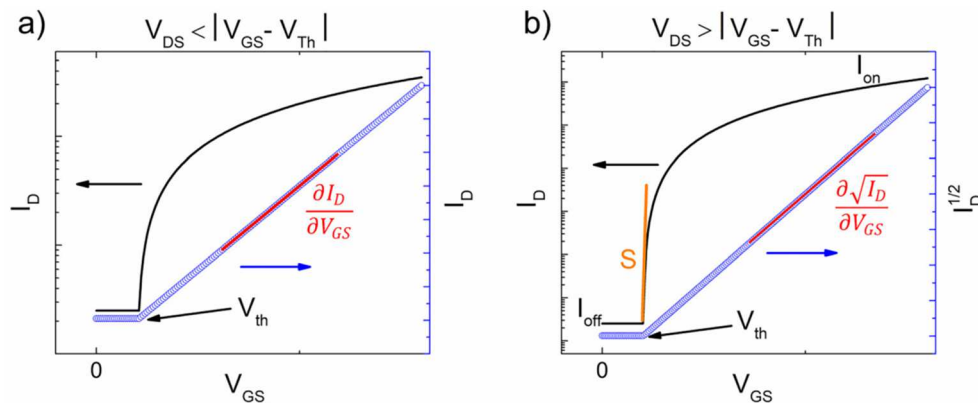 a)
V_DS < |V_GS - V_Th|
I_D
∂I_D
∂V_GS
V_th
0
V_GS
I_D
b)
V_DS > |V_GS - V_Th|
I_on
I_D
∂√I_D
∂V_GS
S
I_off
V_th
0
V_GS
I_D^1/2